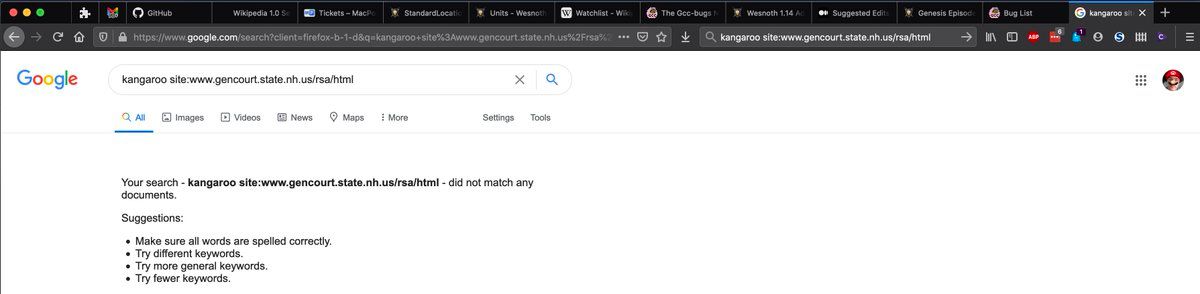 GitHub
Wikipedia 1.0 Se
Tickets – MacPo
StandardLocatio
Units - Wesnoth
Watchlist - Wiki
The Gcc-bugs
Wesnoth 1.14 Ad
Suggested Edits
Genesis Episode
Bug List
kangaroo site
https://www.google.com/search?client=firefox-b-1-d&q=kangaroo+site%3Awww.gencourt.state.nh.us%2Frsa%2
kangaroo site:www.gencourt.state.nh.us/rsa/html
ABP
6
1
Google
kangaroo site:www.gencourt.state.nh.us/rsa/html
All
Images
Videos
News
Maps
More
Settings
Tools
Your search - kangaroo site:www.gencourt.state.nh.us/rsa/html - did not match any
documents.
Suggestions:
• Make sure all words are spelled correctly.
• Try different keywords.
• Try more general keywords.
• Try fewer keywords.